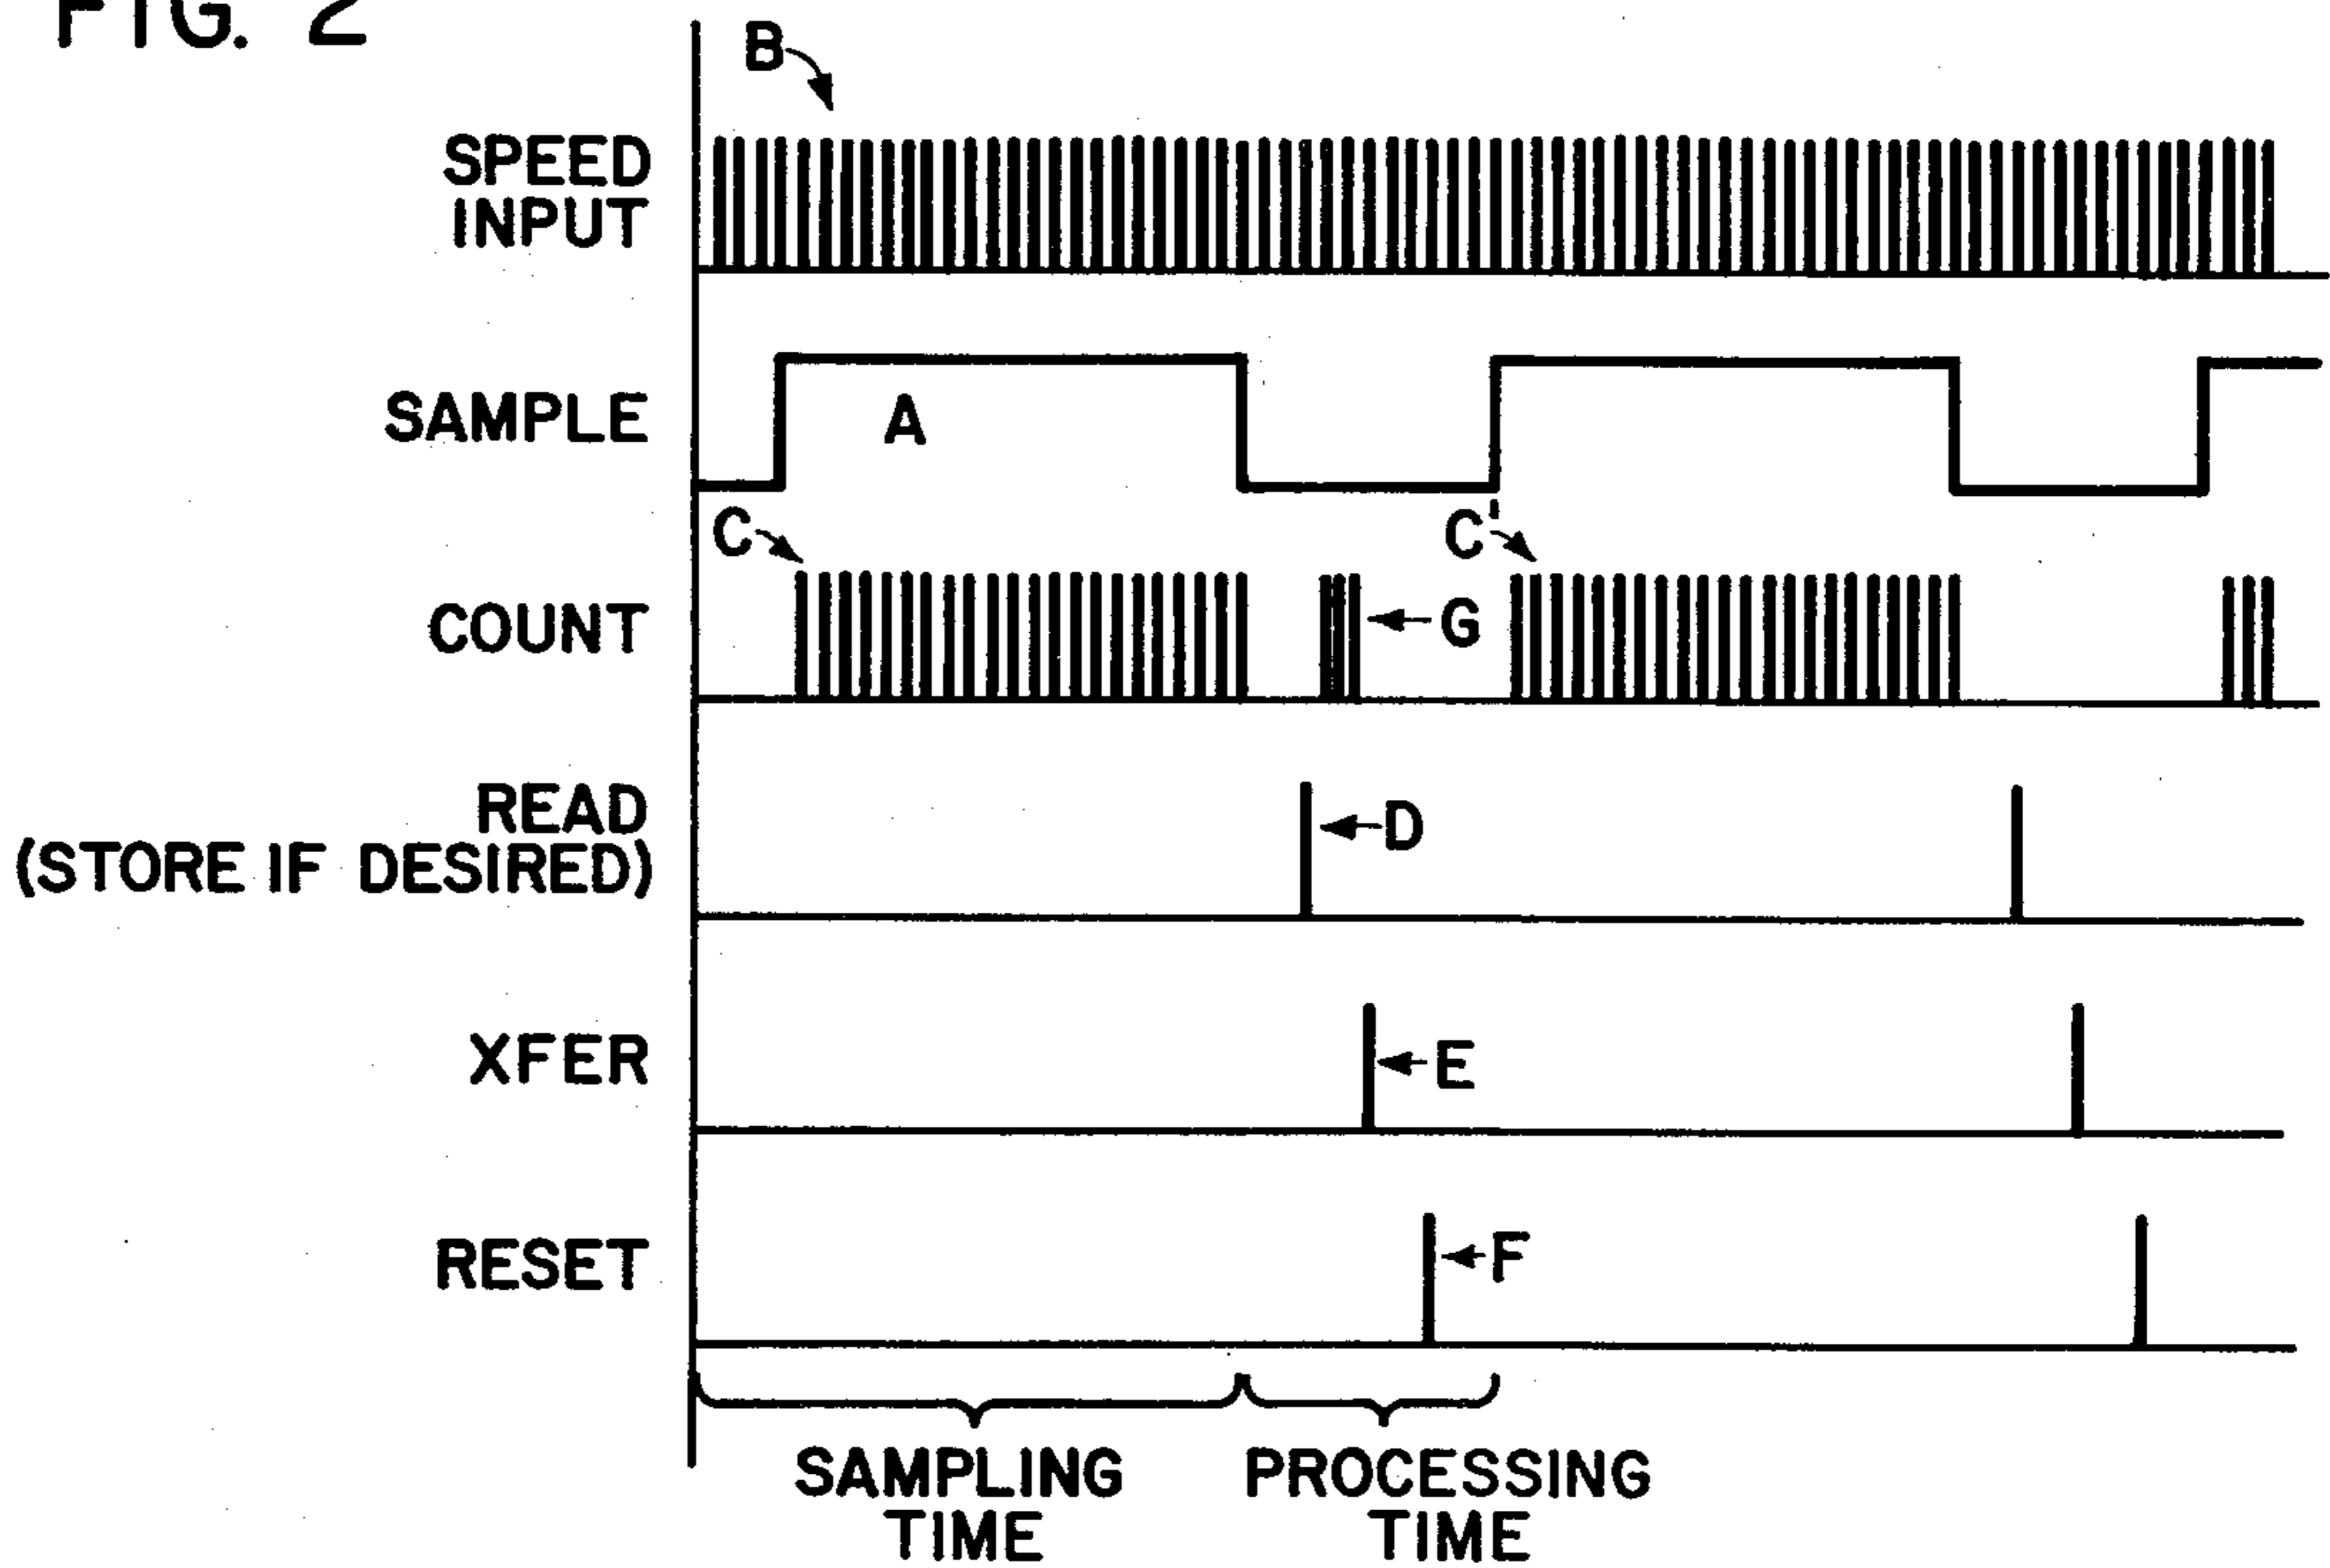 FIG. 2
B
SPEED
INPUT
SAMPLE
A
C
C'
COUNT
G
READ
(STORE IF DESIRED)
D
XFER
E
RESET
F
SAMPLING
TIME
PROCESSING
TIME